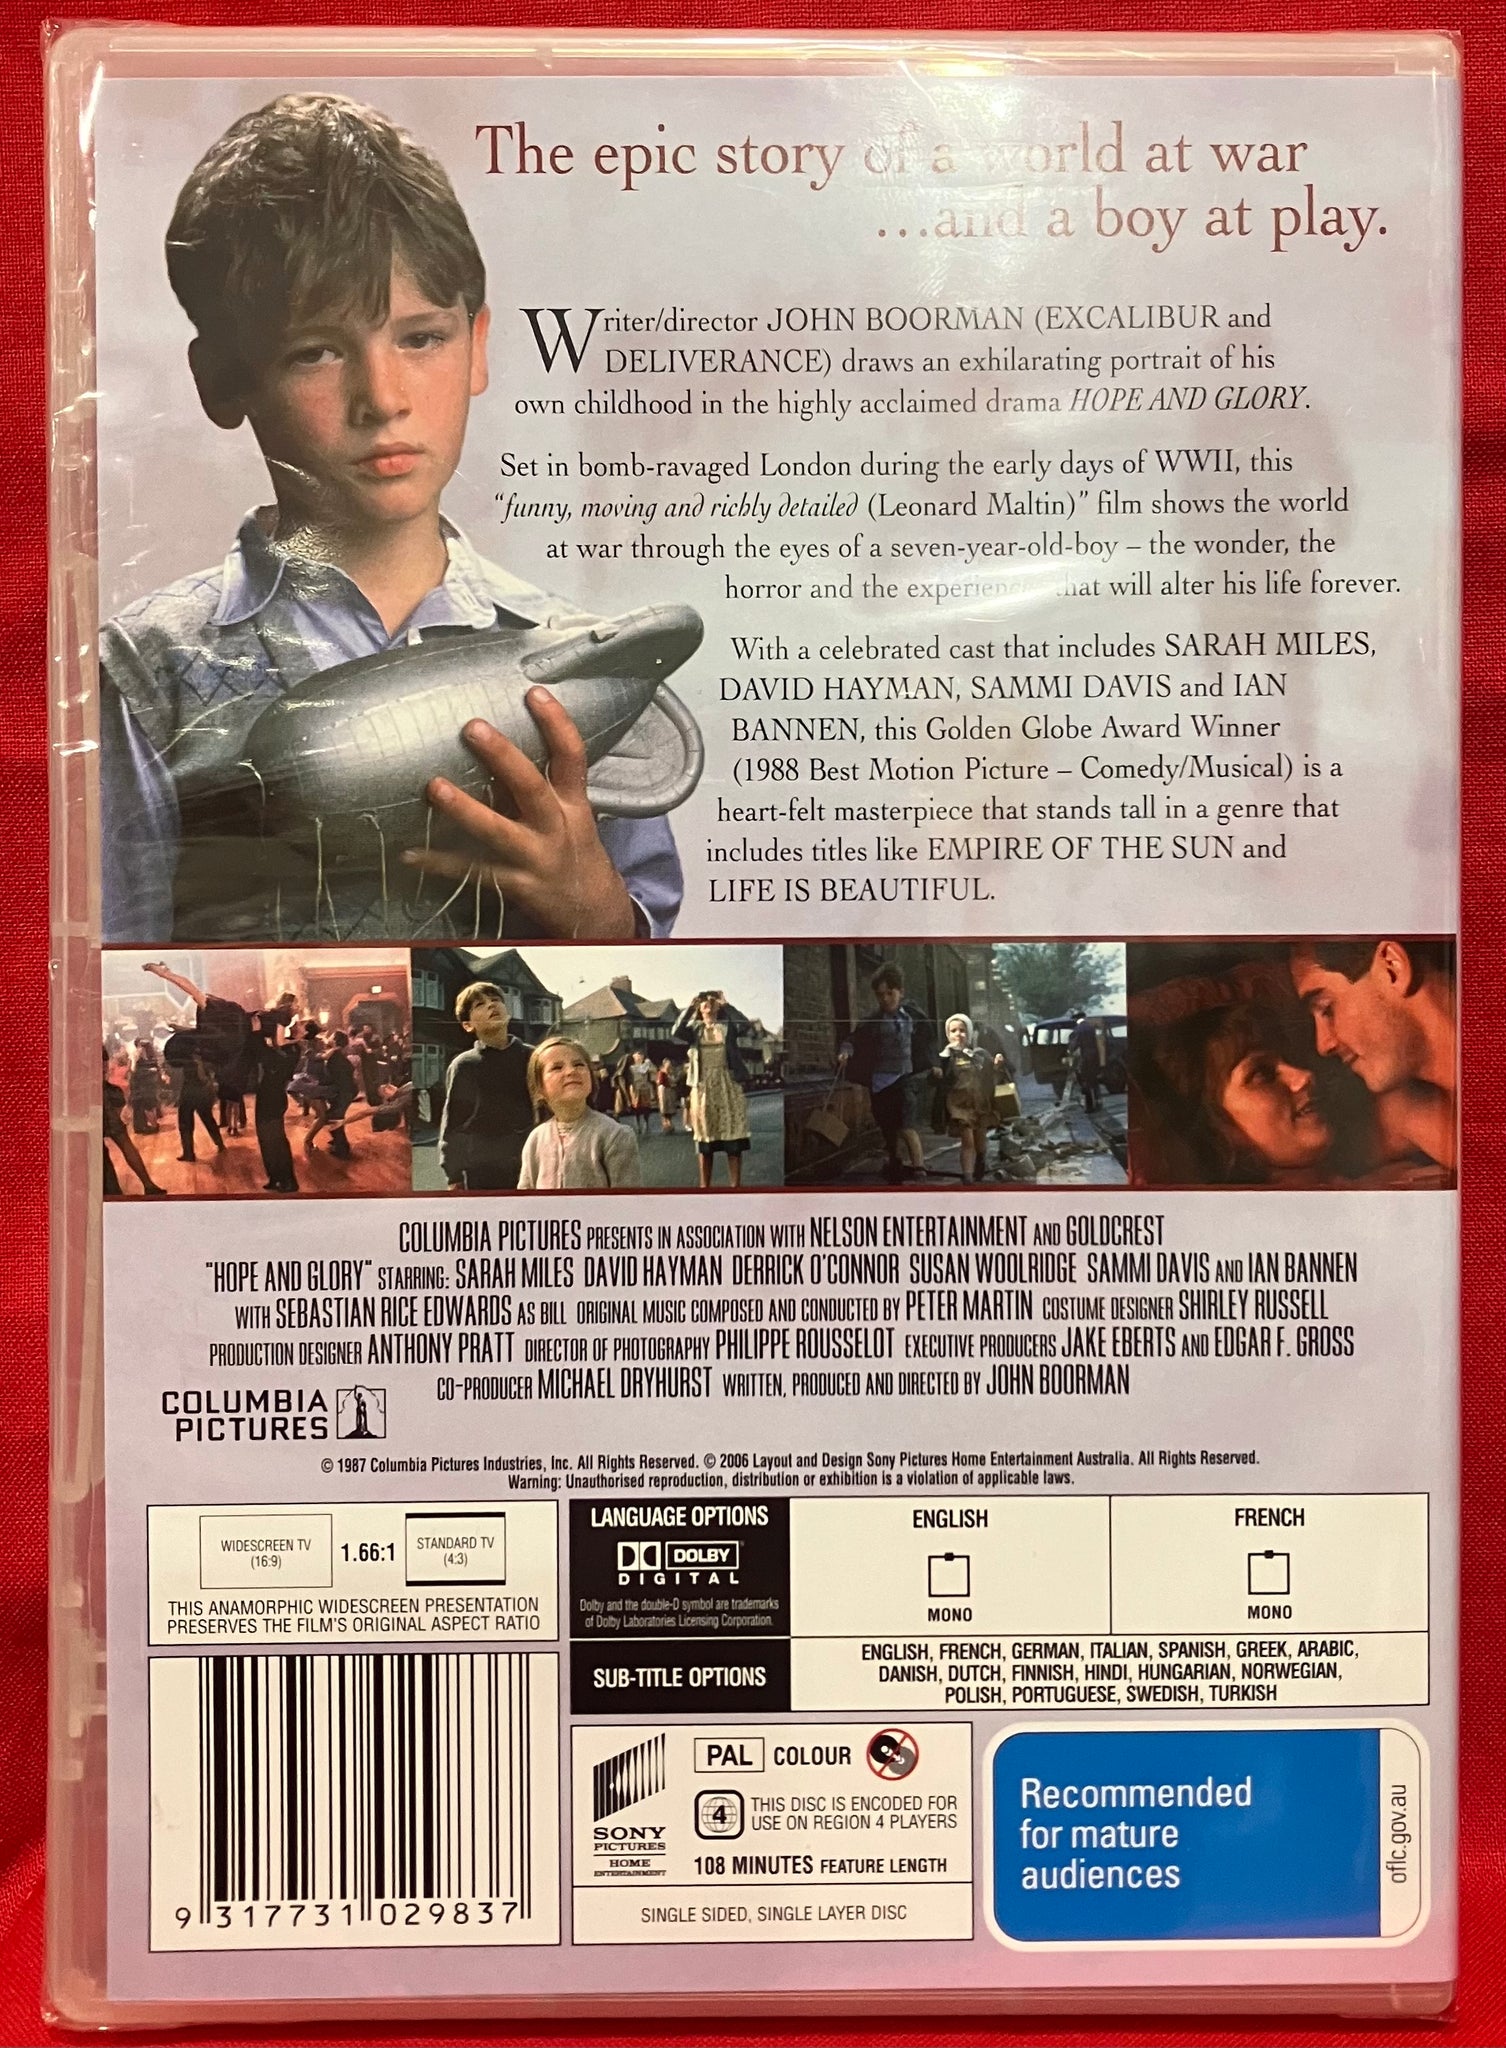 The epic story of a world at war
...and a boy at play.
Writer/director JOHN BOORMAN (EXCALIBUR and
DELIVERANCE) draws an exhilarating portrait of his
own childhood in the highly acclaimed drama HOPE AND GLORY.
Set in bomb-ravaged London during the early days of WWII, this
“funny, moving and richly detailed (Leonard Maltin)” film shows the world
at war through the eyes of a seven-year-old-boy – the wonder, the
horror and the experience that will alter his life forever.
With a celebrated cast that includes SARAH MILES,
DAVID HAYMAN, SAMMI DAVIS and IAN
BANNEN, this Golden Globe Award Winner
(1988 Best Motion Picture – Comedy/Musical) is a
heart-felt masterpiece that stands tall in a genre that
includes titles like EMPIRE OF THE SUN and
LIFE IS BEAUTIFUL.
COLUMBIA PICTURES PRESENTS IN ASSOCIATION WITH NELSON ENTERTAINMENT AND GOLDCREST
"HOPE AND GLORY" STARRING: SARAH MILES DAVID HAYMAN DERRICK O'CONNOR SUSAN WOOLRIDGE SAMMI DAVIS AND IAN BANNEN
WITH SEBASTIAN RICE EDWARDS AS BILL ORIGINAL MUSIC COMPOSED AND CONDUCTED BY PETER MARTIN COSTUME DESIGNER SHIRLEY RUSSELL
PRODUCTION DESIGNER ANTHONY PRATT DIRECTOR OF PHOTOGRAPHY PHILIPPE ROUSSELOT EXECUTIVE PRODUCERS JAKE EBERTS AND EDGAR F. GROSS
CO-PRODUCER MICHAEL DRYHURST WRITTEN, PRODUCED AND DIRECTED BY JOHN BOORMAN
COLUMBIA
PICTURES
© 1987 Columbia Pictures Industries, Inc. All Rights Reserved. © 2006 Layout and Design Sony Pictures Home Entertainment Australia. All Rights Reserved.
Warning: Unauthorised reproduction, distribution or exhibition is a violation of applicable laws.
WIDESCREEN TV
(16:9)
1.66:1
STANDARD TV
(4:3)
THIS ANAMORPHIC WIDESCREEN PRESENTATION
PRESERVES THE FILM'S ORIGINAL ASPECT RATIO
LANGUAGE OPTIONS
DOLBY
DIGITAL
Dolby and the double-D symbol are trademarks
of Dolby Laboratories Licensing Corporation.
ENGLISH
MONO
FRENCH
MONO
SUB-TITLE OPTIONS
ENGLISH, FRENCH, GERMAN, ITALIAN, SPANISH, GREEK, ARABIC,
DANISH, DUTCH, FINNISH, HINDI, HUNGARIAN, NORWEGIAN,
POLISH, PORTUGUESE, SWEDISH, TURKISH
9 317731 029837
SONY
PICTURES
HOME
ENTERTAINMENT
PAL COLOUR
4 THIS DISC IS ENCODED FOR
USE ON REGION 4 PLAYERS
108 MINUTES FEATURE LENGTH
SINGLE SIDED, SINGLE LAYER DISC
Recommended
for mature
audiences
oflc.gov.au